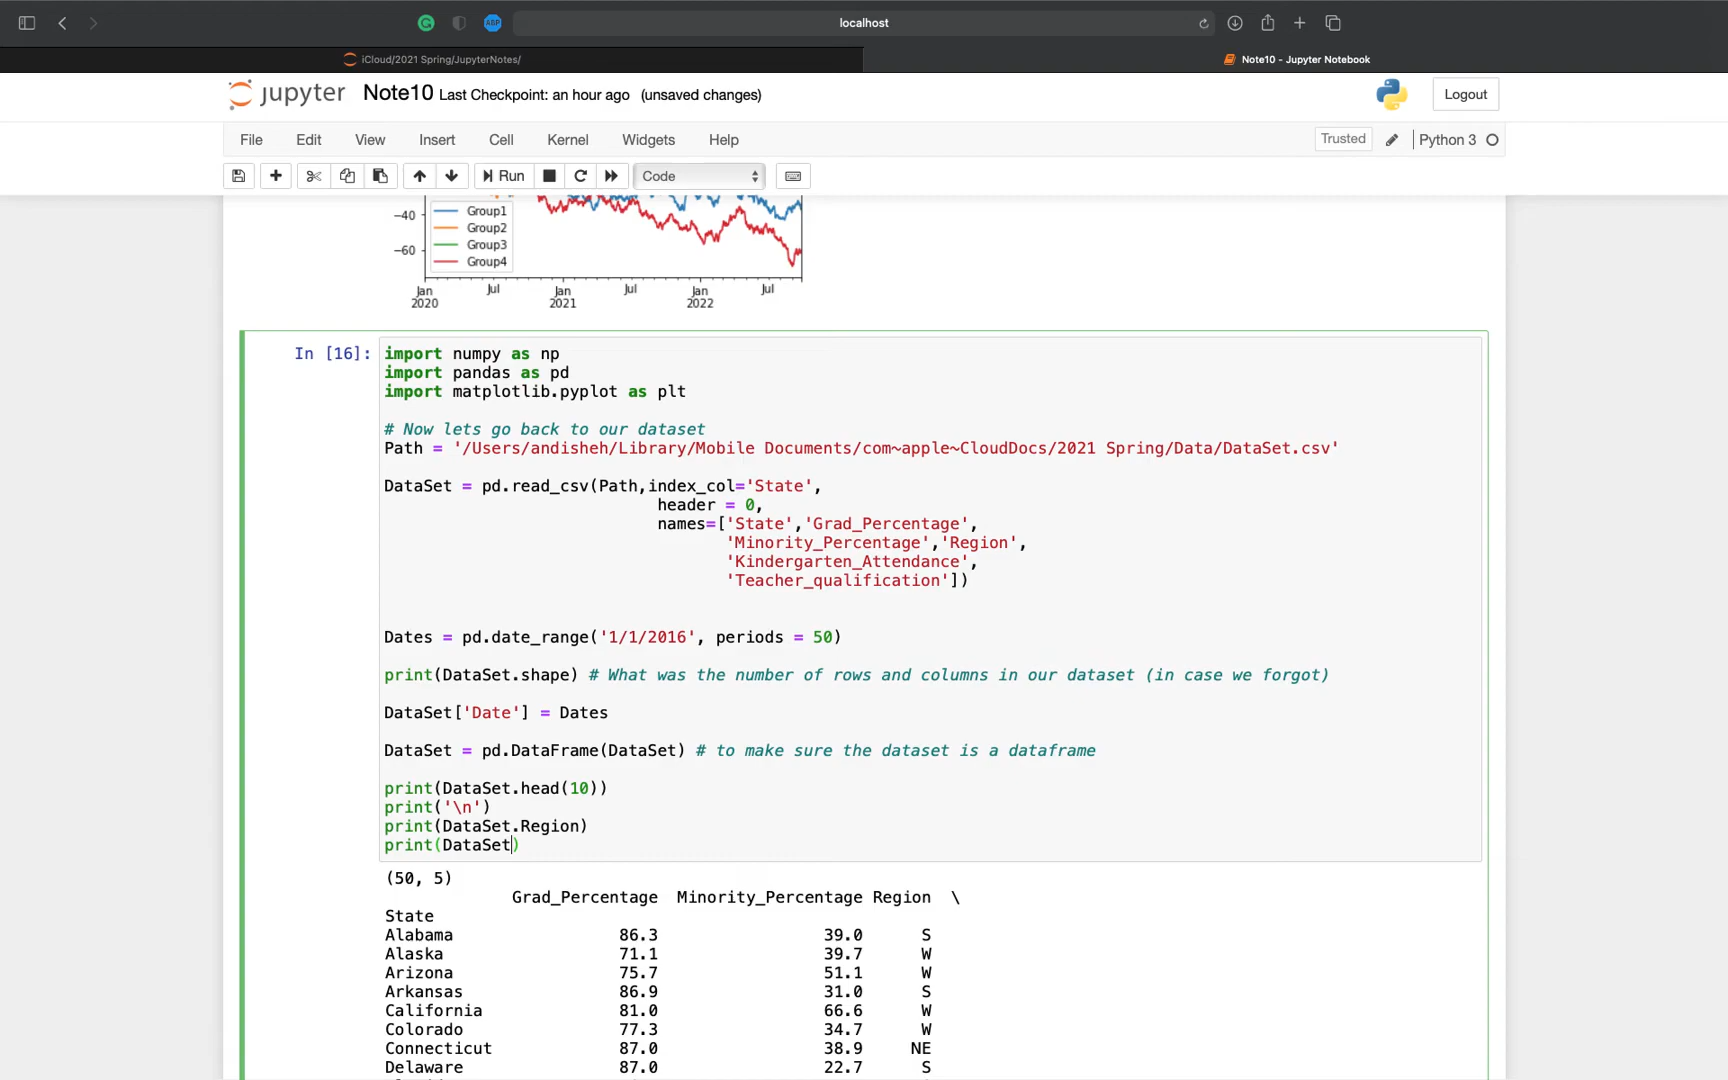 localhost
iCloud/2021 Spring/JupyterNotes/
Note10 - Jupyter Notebook
jupyter Note10 Last Checkpoint: an hour ago (unsaved changes)
Logout
File Edit View Insert Cell Kernel Widgets Help
Trusted
Python 3
Run
Code
-40
-60
Group1
Group2
Group3
Group4
Jan Jul Jan Jul Jan Jul
2020 2021 2022
In [16]:
import numpy as np
import pandas as pd
import matplotlib.pyplot as plt
# Now lets go back to our dataset
Path = '/Users/andisheh/Library/Mobile Documents/com~apple~CloudDocs/2021 Spring/Data/DataSet.csv'
DataSet = pd.read_csv(Path,index_col='State',
header = 0,
names=['State','Grad_Percentage',
'Minority_Percentage','Region',
'Kindergarten_Attendance',
'Teacher_qualification'])
Dates = pd.date_range('1/1/2016', periods = 50)
print(DataSet.shape) # What was the number of rows and columns in our dataset (in case we forgot)
DataSet['Date'] = Dates
DataSet = pd.DataFrame(DataSet) # to make sure the dataset is a dataframe
print(DataSet.head(10))
print('\n')
print(DataSet.Region)
print(DataSet)
(50, 5)
Grad_Percentage Minority_Percentage Region \
State
Alabama 86.3 39.0 S
Alaska 71.1 39.7 W
Arizona 75.7 51.1 W
Arkansas 86.9 31.0 S
California 81.0 66.6 W
Colorado 77.3 34.7 W
Connecticut 87.0 38.9 NE
Delaware 87.0 22.7 S